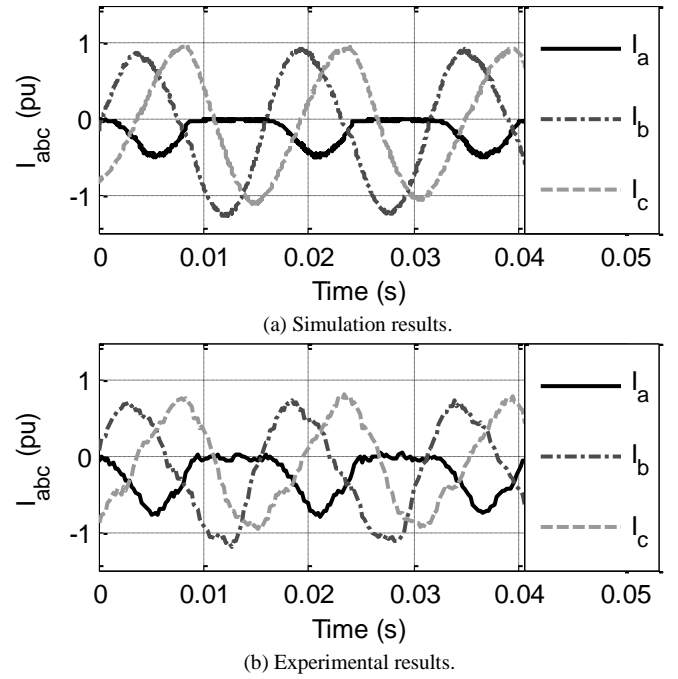 1
0
-1
I_abc (pu)
0 0.01 0.02 0.03 0.04 0.05
Time (s)
I_a
I_b
I_c
(a) Simulation results.
1
0
-1
I_abc (pu)
0 0.01 0.02 0.03 0.04 0.05
Time (s)
I_a
I_b
I_c
(b) Experimental results.